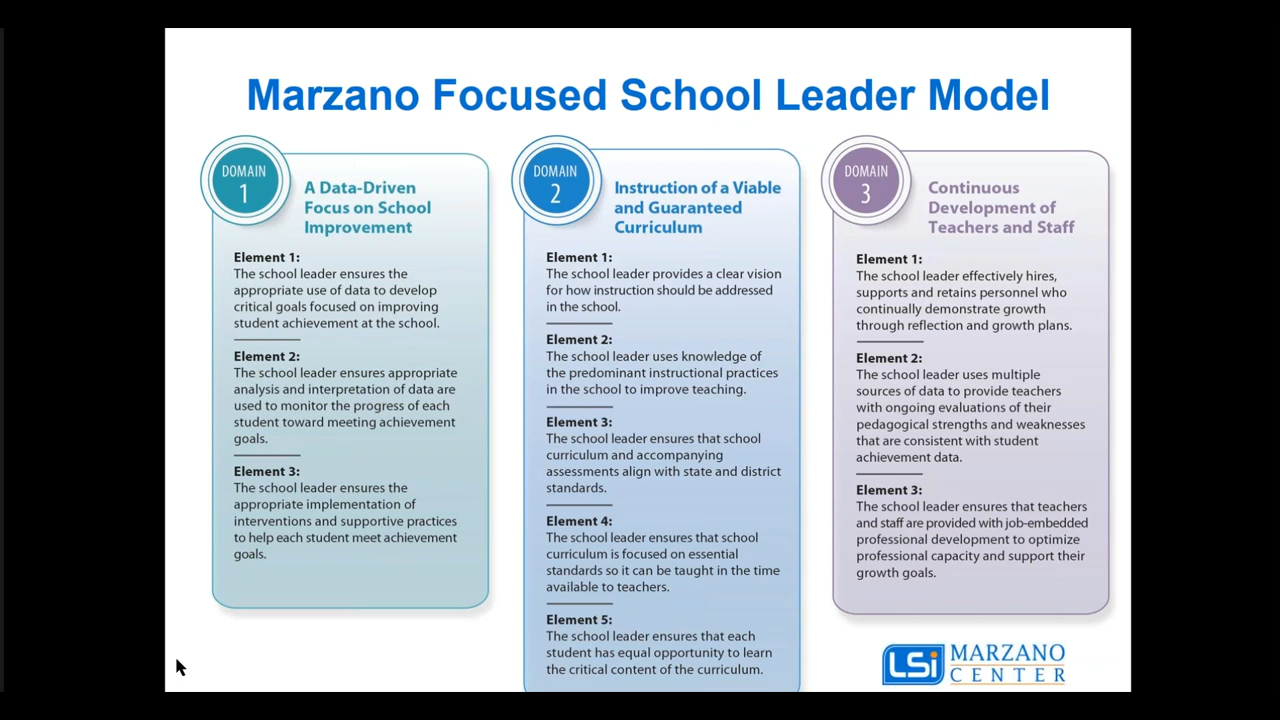 Marzano Focused School Leader Model
DOMAIN
1
A Data-Driven
Focus on School
Improvement
Element 1:
The school leader ensures the
appropriate use of data to develop
critical goals focused on improving
student achievement at the school.
Element 2:
The school leader ensures appropriate
analysis and interpretation of data are
used to monitor the progress of each
student toward meeting achievement
goals.
Element 3:
The school leader ensures the
appropriate implementation of
interventions and supportive practices
to help each student meet achievement
goals.
DOMAIN
2
Instruction of a Viable
and Guaranteed
Curriculum
Element 1:
The school leader provides a clear vision
for how instruction should be addressed
in the school.
Element 2:
The school leader uses knowledge of
the predominant instructional practices
in the school to improve teaching.
Element 3:
The school leader ensures that school
curriculum and accompanying
assessments align with state and district
standards.
Element 4:
The school leader ensures that school
curriculum is focused on essential
standards so it can be taught in the time
available to teachers.
Element 5:
The school leader ensures that each
student has equal opportunity to learn
the critical content of the curriculum.
DOMAIN
3
Continuous
Development of
Teachers and Staff
Element 1:
The school leader effectively hires,
supports and retains personnel who
continually demonstrate growth
through reflection and growth plans.
Element 2:
The school leader uses multiple
sources of data to provide teachers
with ongoing evaluations of their
pedagogical strengths and weaknesses
that are consistent with student
achievement data.
Element 3:
The school leader ensures that teachers
and staff are provided with job-embedded
professional development to optimize
professional capacity and support their
growth goals.
LSi
MARZANO
CENTER